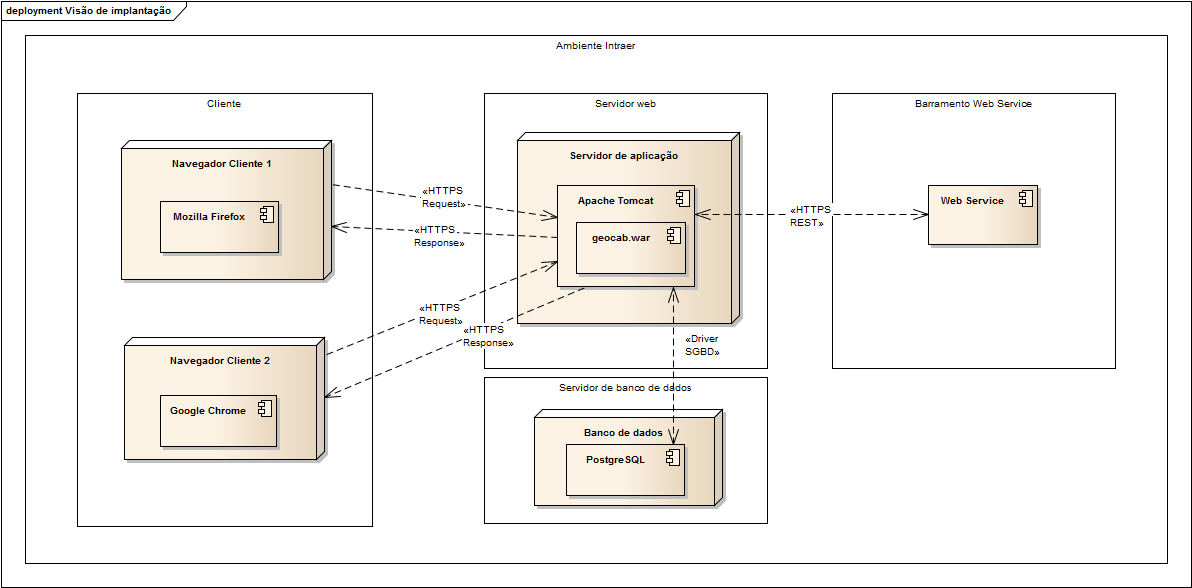 deployment Visão de implantação
Ambiente Intraer
Cliente
Navegador Cliente 1
Mozilla Firefox
Navegador Cliente 2
Google Chrome
«HTTPS
Request»
«HTTPS
Response»
«HTTPS
Request»
«HTTPS
Response»
Servidor web
Servidor de aplicação
Apache Tomcat
geocab.war
«Driver
SGBD»
Servidor de banco de dados
Banco de dados
PostgreSQL
«HTTPS
REST»
Barramento Web Service
Web Service